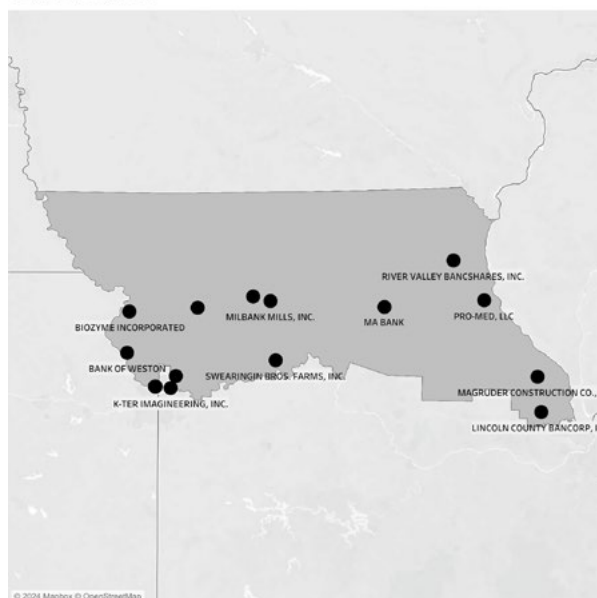 RIVER VALLEY BANCSHARES, INC.
BIOZYME INCORPORATED
MILBANK MILLS, INC.
MA BANK
PRO-MED, LLC
BANK OF WESTON
SWEARINGIN BROS. FARMS, INC.
K-TER IMAGINEERING, INC.
MAGRUDER CONSTRUCTION CO.,
LINCOLN COUNTY BANCORP, I
© 2024 Mapbox © OpenStreetMap